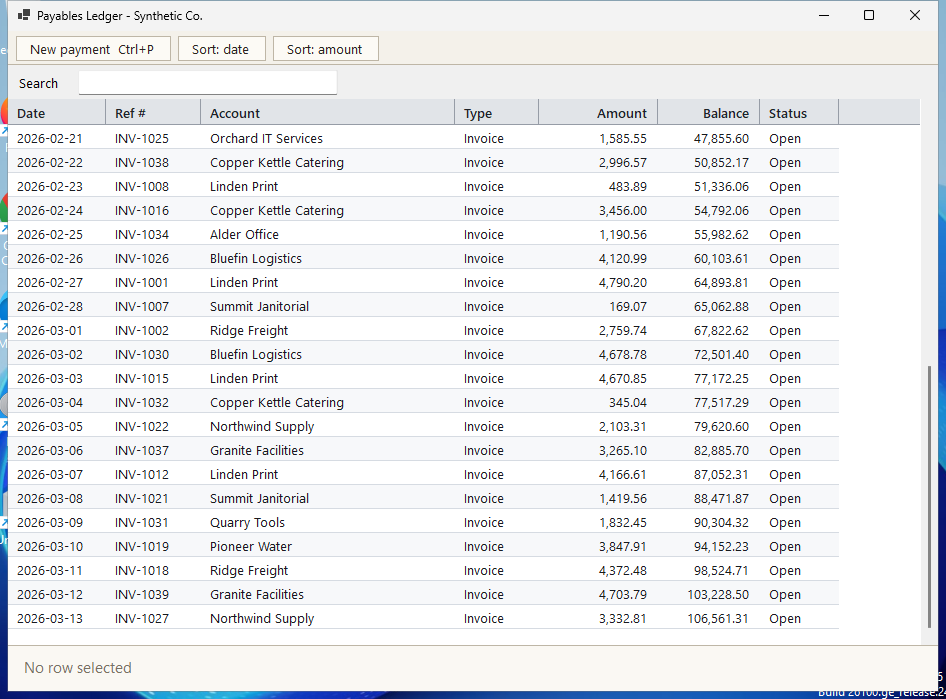 Payables Ledger - Synthetic Co.
New payment Ctrl+P Sort: date Sort: amount
Search
Date Ref # Account Type Amount Balance Status
2026-02-21 INV-1025 Orchard IT Services Invoice 1,585.55 47,855.60 Open
2026-02-22 INV-1038 Copper Kettle Catering Invoice 2,996.57 50,852.17 Open
2026-02-23 INV-1008 Linden Print Invoice 483.89 51,336.06 Open
2026-02-24 INV-1016 Copper Kettle Catering Invoice 3,456.00 54,792.06 Open
2026-02-25 INV-1034 Alder Office Invoice 1,190.56 55,982.62 Open
2026-02-26 INV-1026 Bluefin Logistics Invoice 4,120.99 60,103.61 Open
2026-02-27 INV-1001 Linden Print Invoice 4,790.20 64,893.81 Open
2026-02-28 INV-1007 Summit Janitorial Invoice 169.07 65,062.88 Open
2026-03-01 INV-1002 Ridge Freight Invoice 2,759.74 67,822.62 Open
2026-03-02 INV-1030 Bluefin Logistics Invoice 4,678.78 72,501.40 Open
2026-03-03 INV-1015 Linden Print Invoice 4,670.85 77,172.25 Open
2026-03-04 INV-1032 Copper Kettle Catering Invoice 345.04 77,517.29 Open
2026-03-05 INV-1022 Northwind Supply Invoice 2,103.31 79,620.60 Open
2026-03-06 INV-1037 Granite Facilities Invoice 3,265.10 82,885.70 Open
2026-03-07 INV-1012 Linden Print Invoice 4,166.61 87,052.31 Open
2026-03-08 INV-1021 Summit Janitorial Invoice 1,419.56 88,471.87 Open
2026-03-09 INV-1031 Quarry Tools Invoice 1,832.45 90,304.32 Open
2026-03-10 INV-1019 Pioneer Water Invoice 3,847.91 94,152.23 Open
2026-03-11 INV-1018 Ridge Freight Invoice 4,372.48 98,524.71 Open
2026-03-12 INV-1039 Granite Facilities Invoice 4,703.79 103,228.50 Open
2026-03-13 INV-1027 Northwind Supply Invoice 3,332.81 106,561.31 Open
No row selected